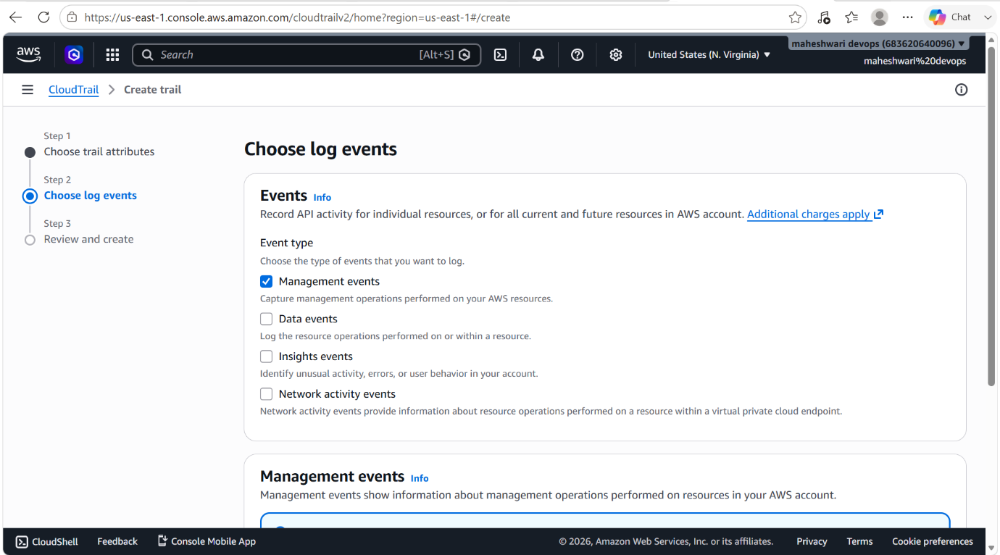 https://us-east-1.console.aws.amazon.com/cloudtrailv2/home?region=us-east-1#/create
Chat
aws
Search
[Alt+S]
United States (N. Virginia)
maheshwari devops (683620640096)
maheshwari%20devops
CloudTrail
Create trail
Step 1
Choose trail attributes
Step 2
Choose log events
Step 3
Review and create
Choose log events
Events Info
Record API activity for individual resources, or for all current and future resources in AWS account. Additional charges apply
Event type
Choose the type of events that you want to log.
Management events
Capture management operations performed on your AWS resources.
Data events
Log the resource operations performed on or within a resource.
Insights events
Identify unusual activity, errors, or user behavior in your account.
Network activity events
Network activity events provide information about resource operations performed on a resource within a virtual private cloud endpoint.
Management events Info
Management events show information about management operations performed on resources in your AWS account.
CloudShell
Feedback
Console Mobile App
© 2026, Amazon Web Services, Inc. or its affiliates.
Privacy
Terms
Cookie preferences